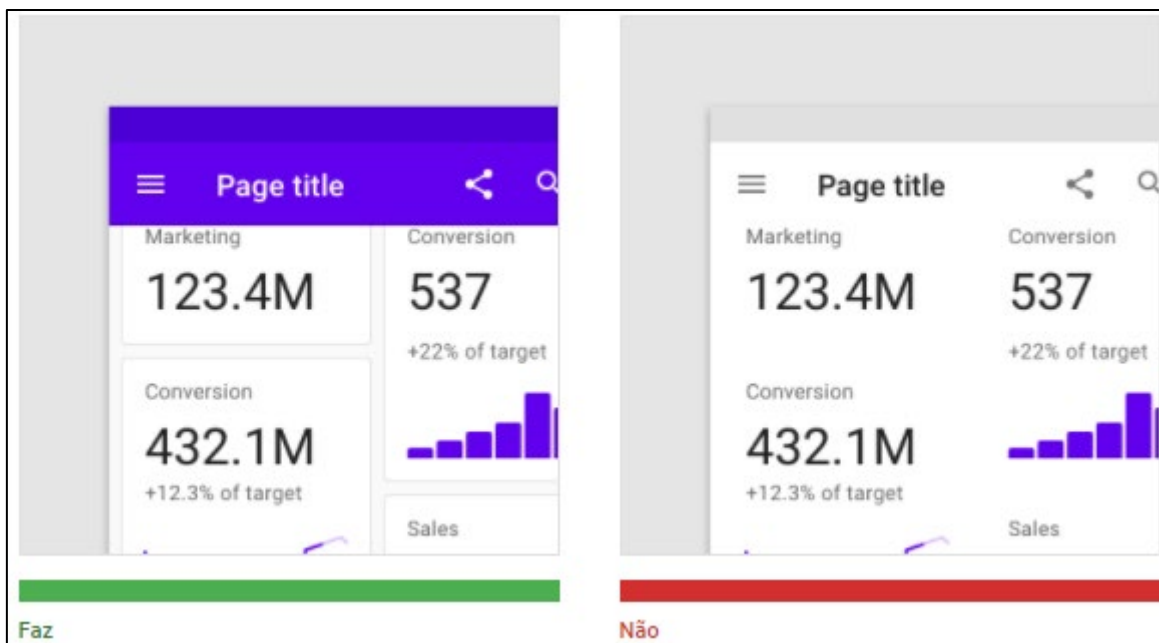 Page title
Marketing
123.4M
Conversion
432.1M
+12.3% of target
Conversion
537
+22% of target
Sales
Faz
Page title
Marketing
123.4M
Conversion
432.1M
+12.3% of target
Conversion
537
+22% of target
Sales
Não